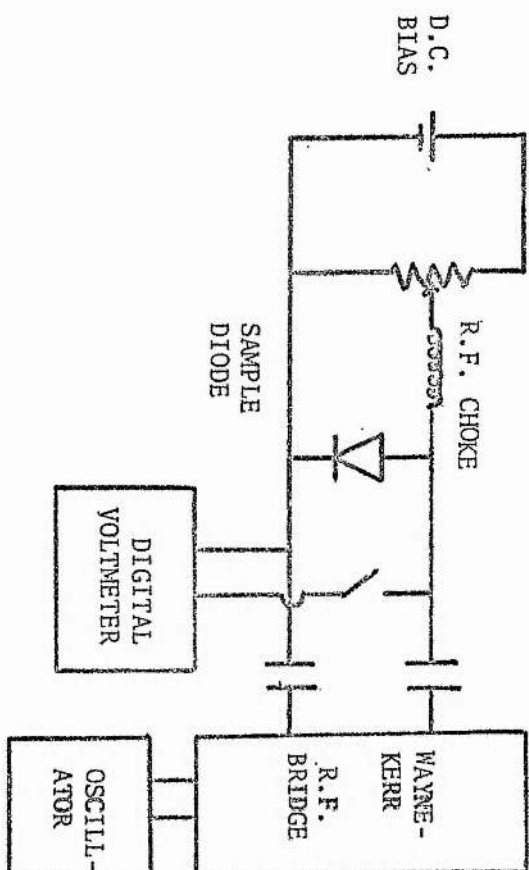 D.C.
BIAS
R.F. CHOKE
SAMPLE
DIODE
DIGITAL
VOLTMETER
WAYNE-
KERR
R.F.
BRIDGE
OSCILL-
ATOR